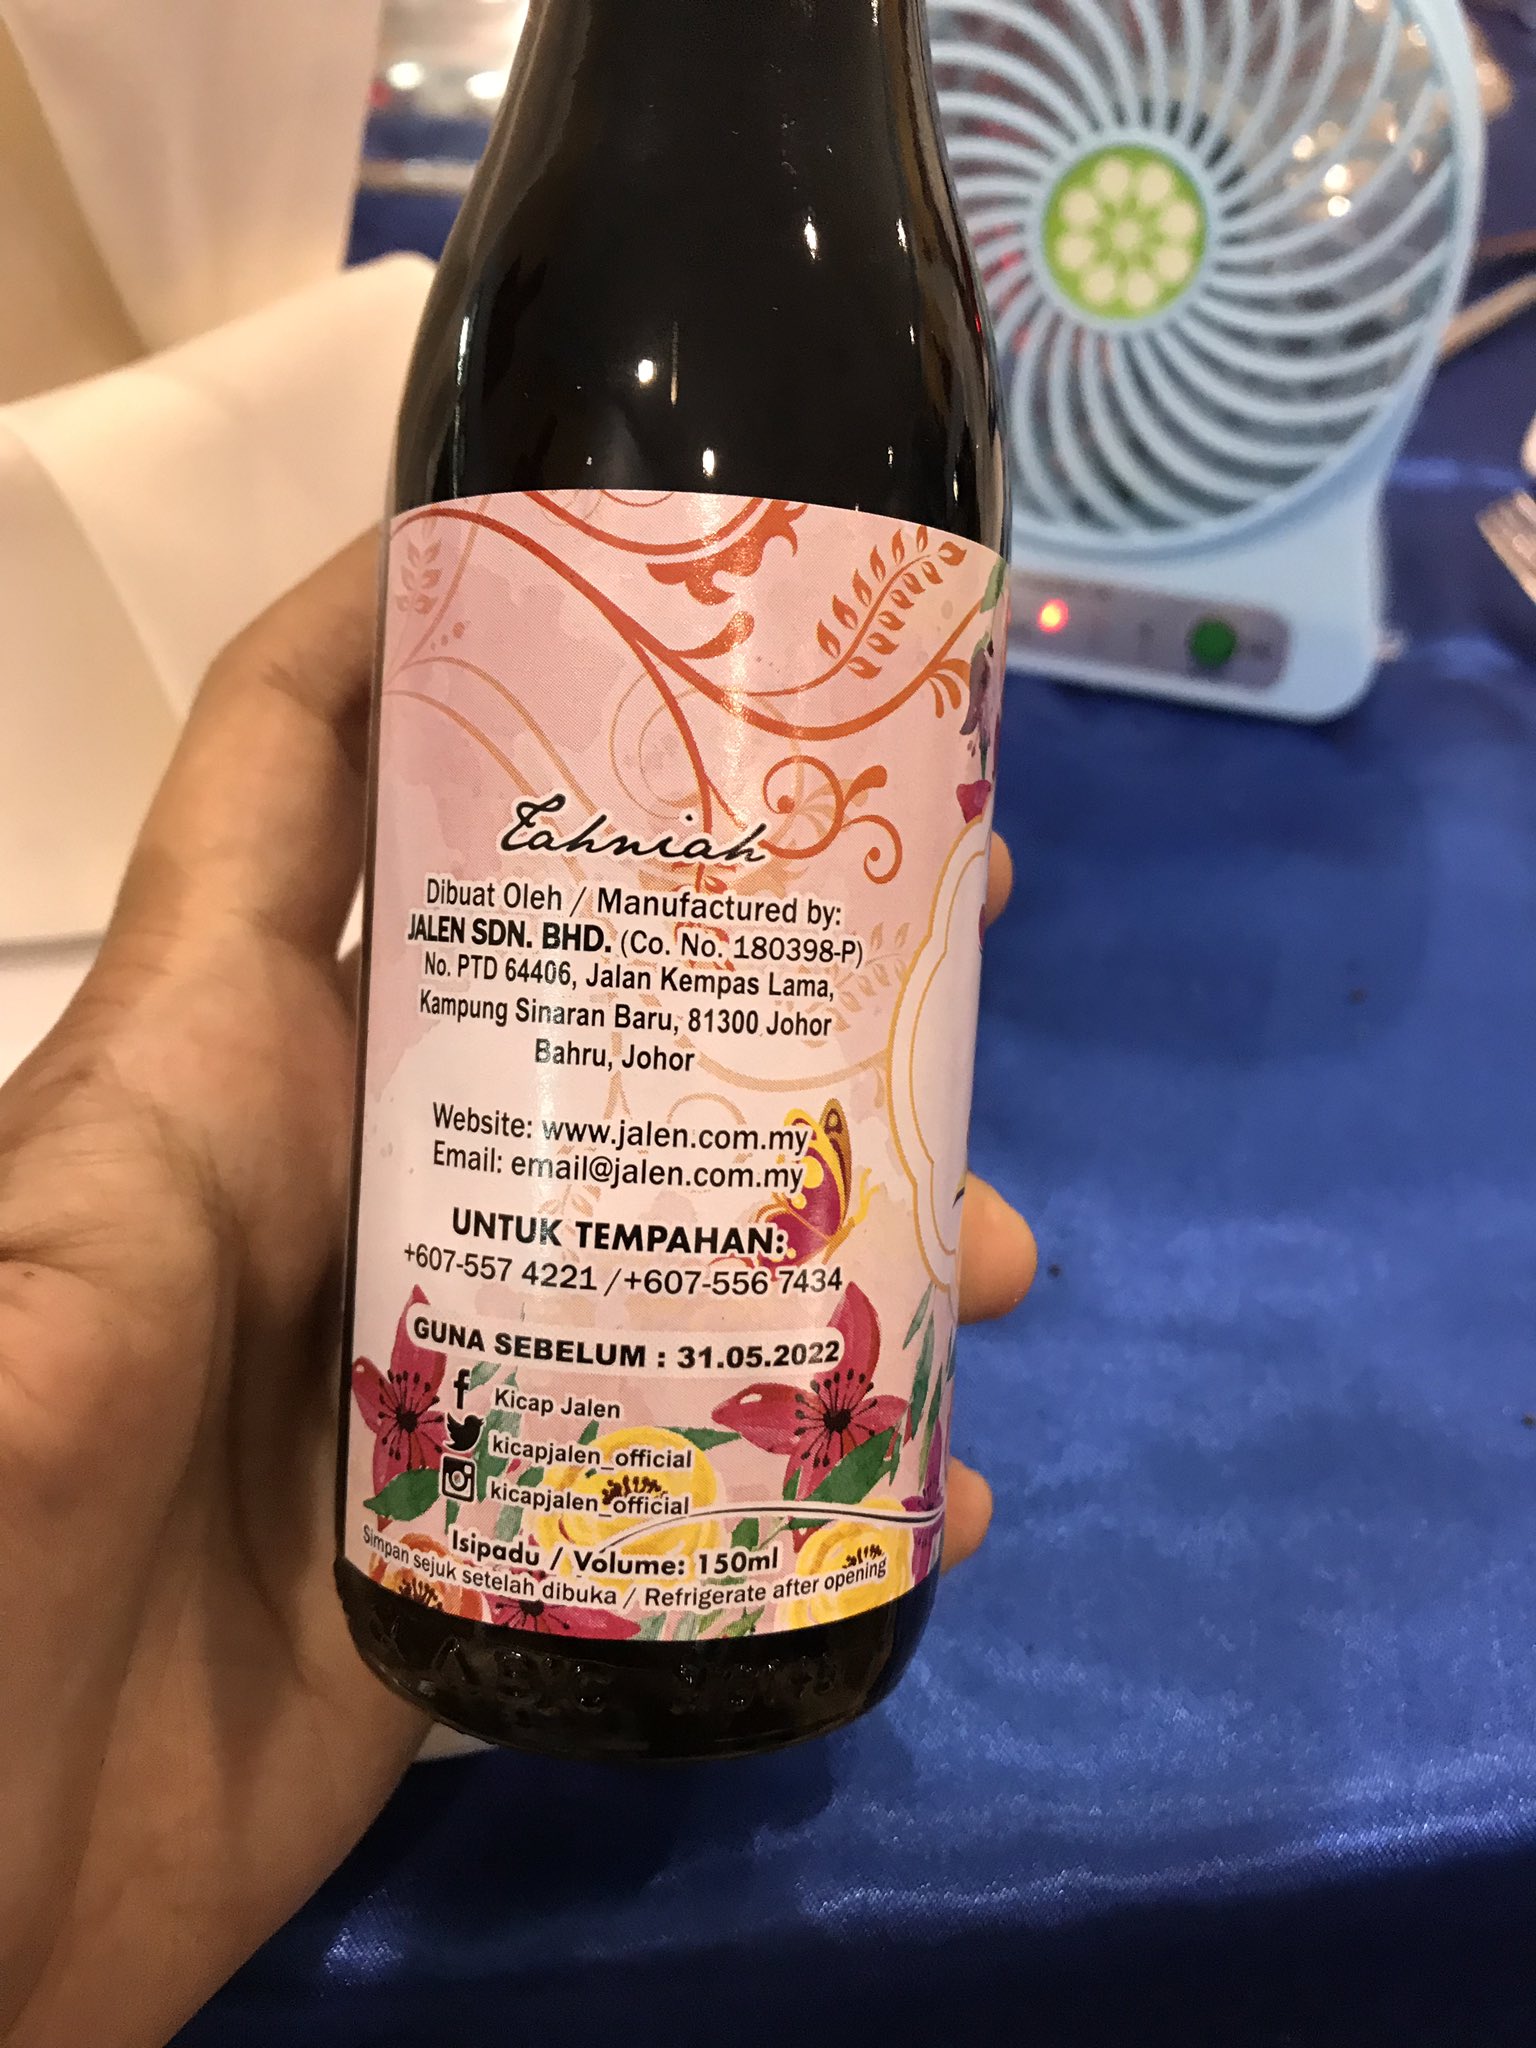 Tahniah
Dibuat Oleh / Manufactured by:
JALEN SDN. BHD. (Co. No. 180398-P)
No. PTD 64406, Jalan Kempas Lama,
Kampung Sinaran Baru, 81300 Johor
Bahru, Johor
Website: www.jalen.com.my
Email: email@jalen.com.my
UNTUK TEMPAHAN:
+607-557 4221 /+607-556 7434
GUNA SEBELUM : 31.05.2022
Kicap Jalen
kicapjalen_official
kicapjalen_official
Isipadu / Volume: 150ml
Simpan sejuk setelah dibuka / Refrigerate after opening